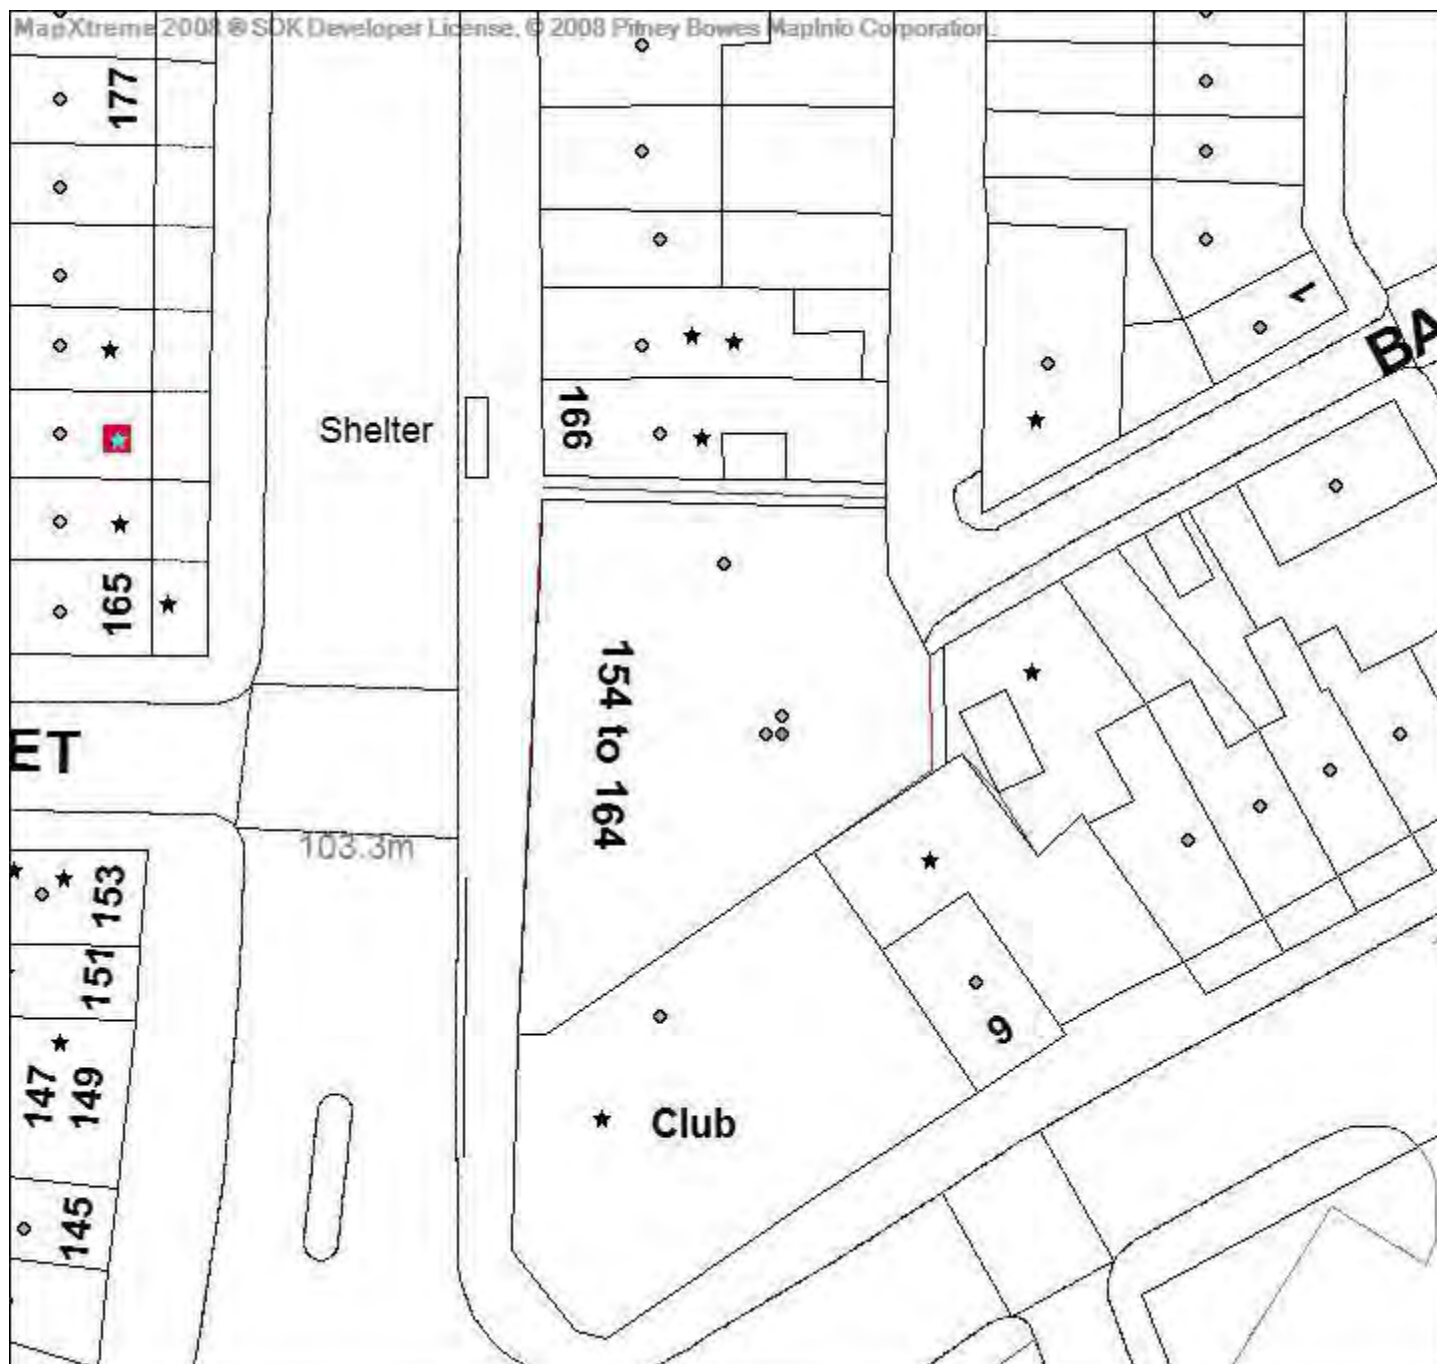 MapXtreme 2008 ® SDK Developer License. © 2008 Pitney Bowes MapInfo Corporation.
177
1
BA
Shelter
166
165
154 to 164
ET
103.3m
153
151
9
147
149
Club
145